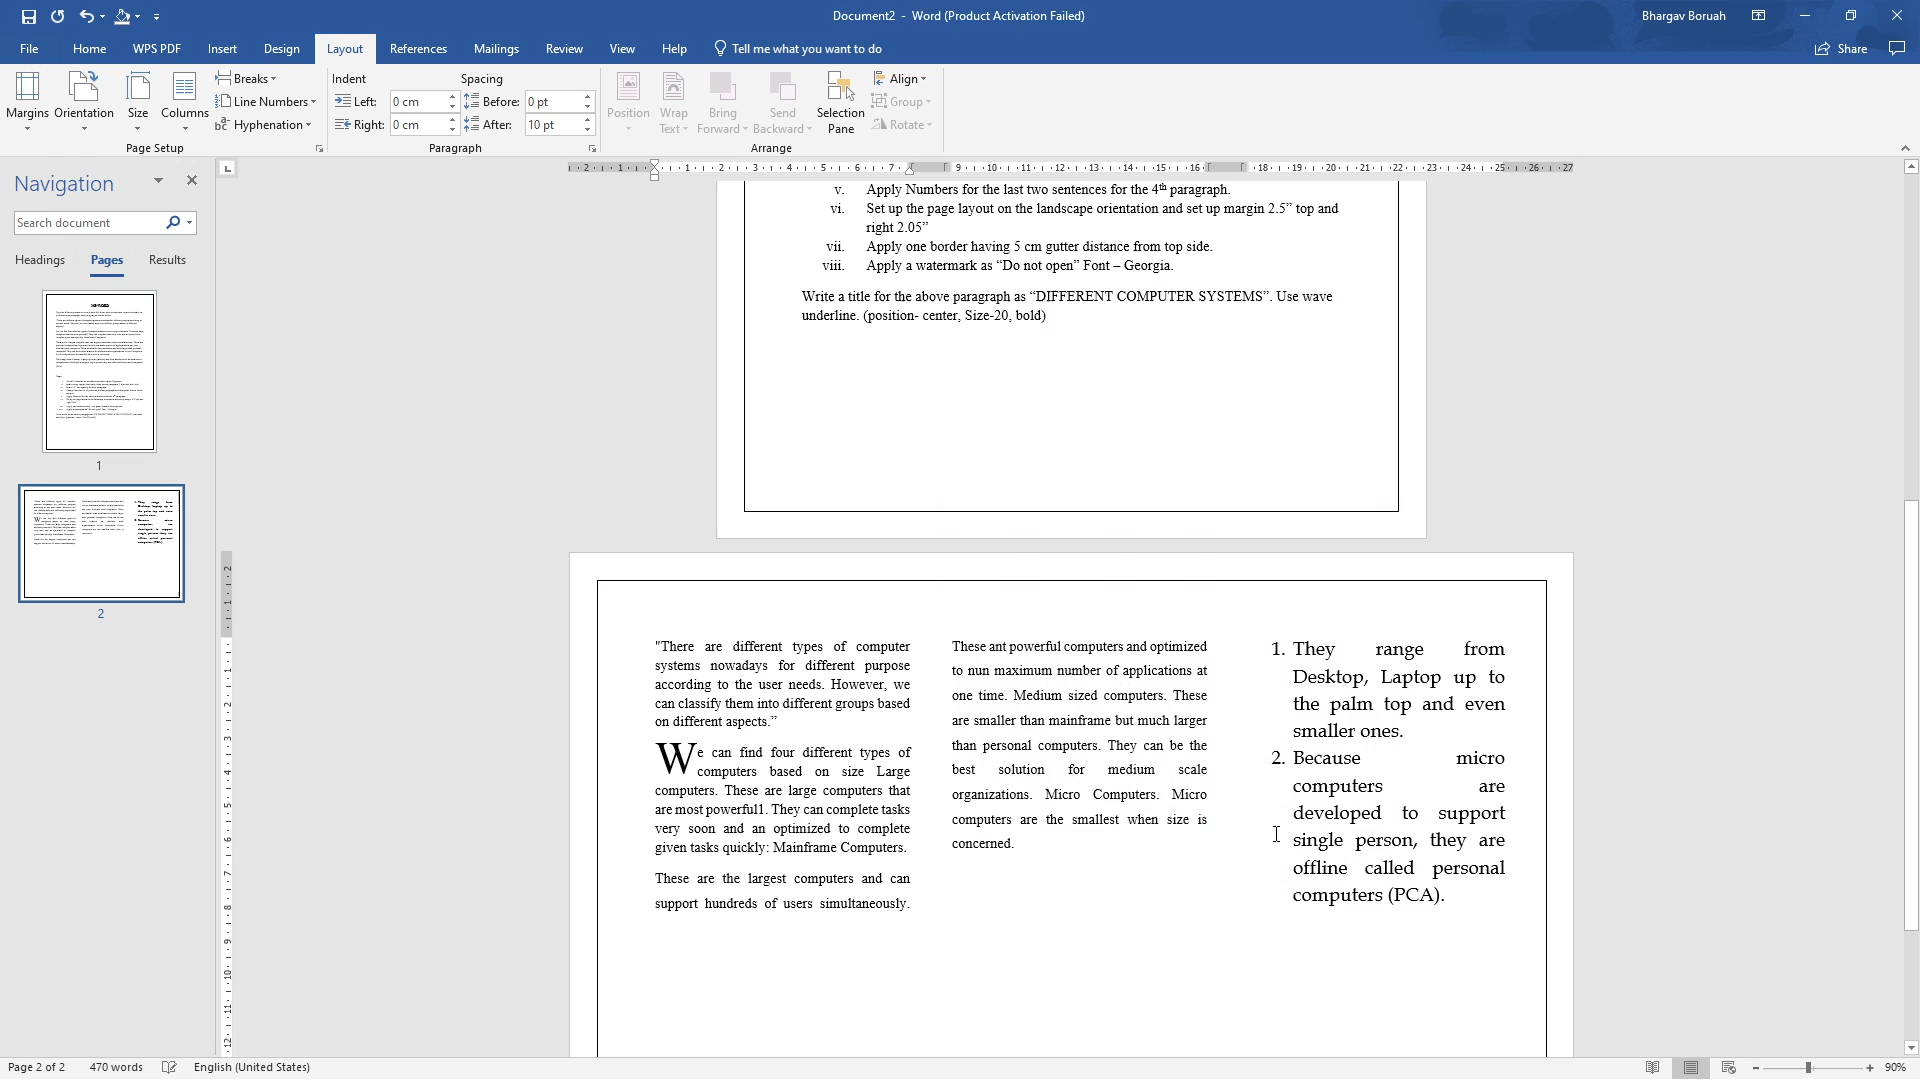 Document2 - Word (Product Activation Failed)
Bhargav Boruah
File Home WPS PDF Insert Design Layout References Mailings Review View Help Tell me what you want to do
Share
Margins
Orientation
Size
Columns
Breaks
Line Numbers
Hyphenation
Page Setup
Indent
Left: 0 cm
Right: 0 cm
Spacing
Before: 0 pt
After: 10 pt
Paragraph
Position
Wrap Text
Bring Forward
Send Backward
Selection Pane
Align
Group
Rotate
Arrange
Navigation
Search document
Headings Pages Results
1
2
v. Apply Numbers for the last two sentences for the 4th paragraph.
vi. Set up the page layout on the landscape orientation and set up margin 2.5” top and
right 2.05”
vii. Apply one border having 5 cm gutter distance from top side.
viii. Apply a watermark as “Do not open” Font – Georgia.
Write a title for the above paragraph as “DIFFERENT COMPUTER SYSTEMS”. Use wave
underline. (position- center, Size-20, bold)
"There are different types of computer
systems nowadays for different purpose
according to the user needs. However, we
can classify them into different groups based
on different aspects.”
We can find four different types of
computers based on size Large
computers. These are large computers that
are most powerful1. They can complete tasks
very soon and an optimized to complete
given tasks quickly: Mainframe Computers.
These are the largest computers and can
support hundreds of users simultaneously.
These ant powerful computers and optimized
to nun maximum number of applications at
one time. Medium sized computers. These
are smaller than mainframe but much larger
than personal computers. They can be the
best solution for medium scale
organizations. Micro Computers. Micro
computers are the smallest when size is
concerned.
1. They range from
Desktop, Laptop up to
the palm top and even
smaller ones.
2. Because micro
computers are
developed to support
single person, they are
offline called personal
computers (PCA).
Page 2 of 2 470 words English (United States)
90%